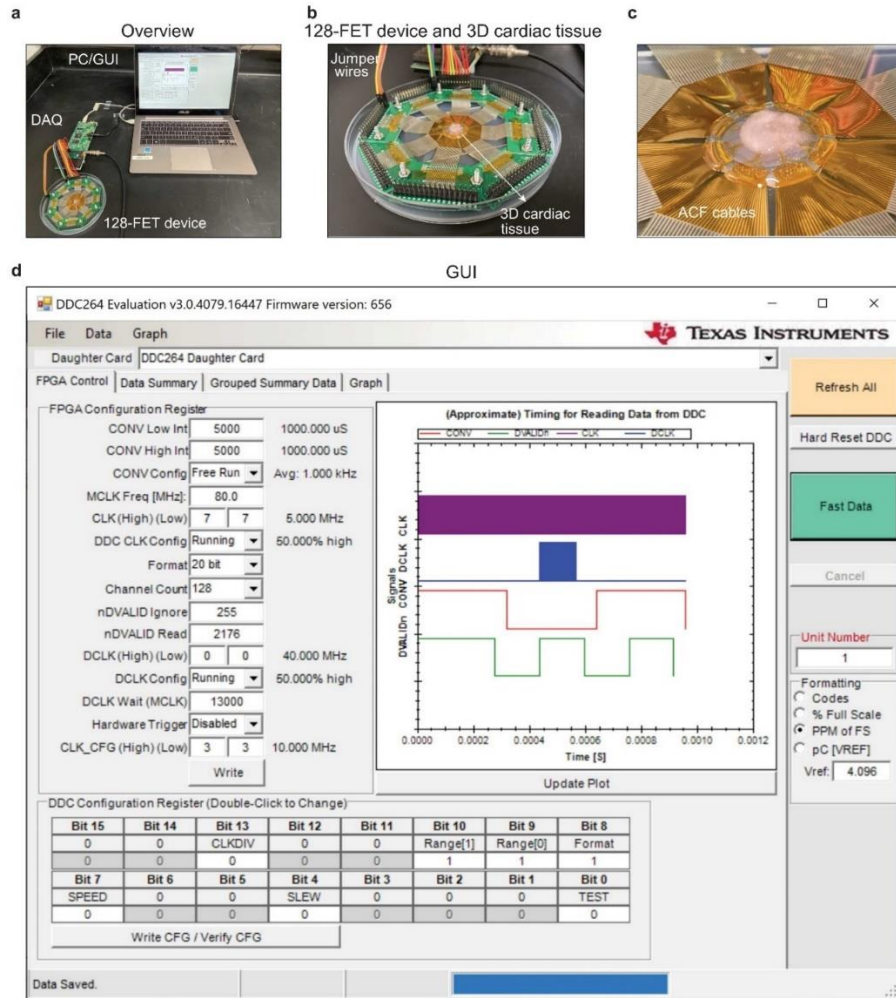 a
Overview
PC/GUI
DAQ
128-FET device
b
128-FET device and 3D cardiac tissue
Jumper
wires
3D cardiac
tissue
c
ACF cables
d
GUI
DDC264 Evaluation v3.0.4079.16447 Firmware version: 656
File Data Graph
TEXAS INSTRUMENTS
Daughter Card DDC264 Daughter Card
FPGA Control Data Summary Grouped Summary Data Graph
FPGA Configuration Register
CONV Low Int 5000 1000.000 uS
CONV High Int 5000 1000.000 uS
CONV Config Free Run Avg: 1.000 kHz
MCLK Freq [MHz]: 80.0
CLK (High) (Low) 7 7 5.000 MHz
DDC CLK Config Running 50.000% high
Format 20 bit
Channel Count 128
nDVALID Ignore 255
nDVALID Read 2176
DCLK (High) (Low) 0 0 40.000 MHz
DCLK Config Running 50.000% high
DCLK Wait (MCLK) 13000
Hardware Trigger Disabled
CLK_CFG (High) (Low) 3 3 10.000 MHz
Write
(Approximate) Timing for Reading Data from DDC
CONV DVALIDn CLK DCLK
Signals
DVALIDn CONV DCLK CLK
0.0000 0.0002 0.0004 0.0006 0.0008 0.0010 0.0012
Time [S]
Update Plot
Refresh All
Hard Reset DDC
Fast Data
Cancel
Unit Number
1
Formatting
Codes
% Full Scale
PPM of FS
pC [VREF]
Vref: 4.096
DDC Configuration Register (Double-Click to Change)
Bit 15 Bit 14 Bit 13 Bit 12 Bit 11 Bit 10 Bit 9 Bit 8
0 0 CLKDIV 0 0 Range[1] Range[0] Format
0 0 0 0 0 1 1 1
Bit 7 Bit 6 Bit 5 Bit 4 Bit 3 Bit 2 Bit 1 Bit 0
SPEED 0 0 SLEW 0 0 0 TEST
0 0 0 0 0 0 0 0
Write CFG / Verify CFG
Data Saved.